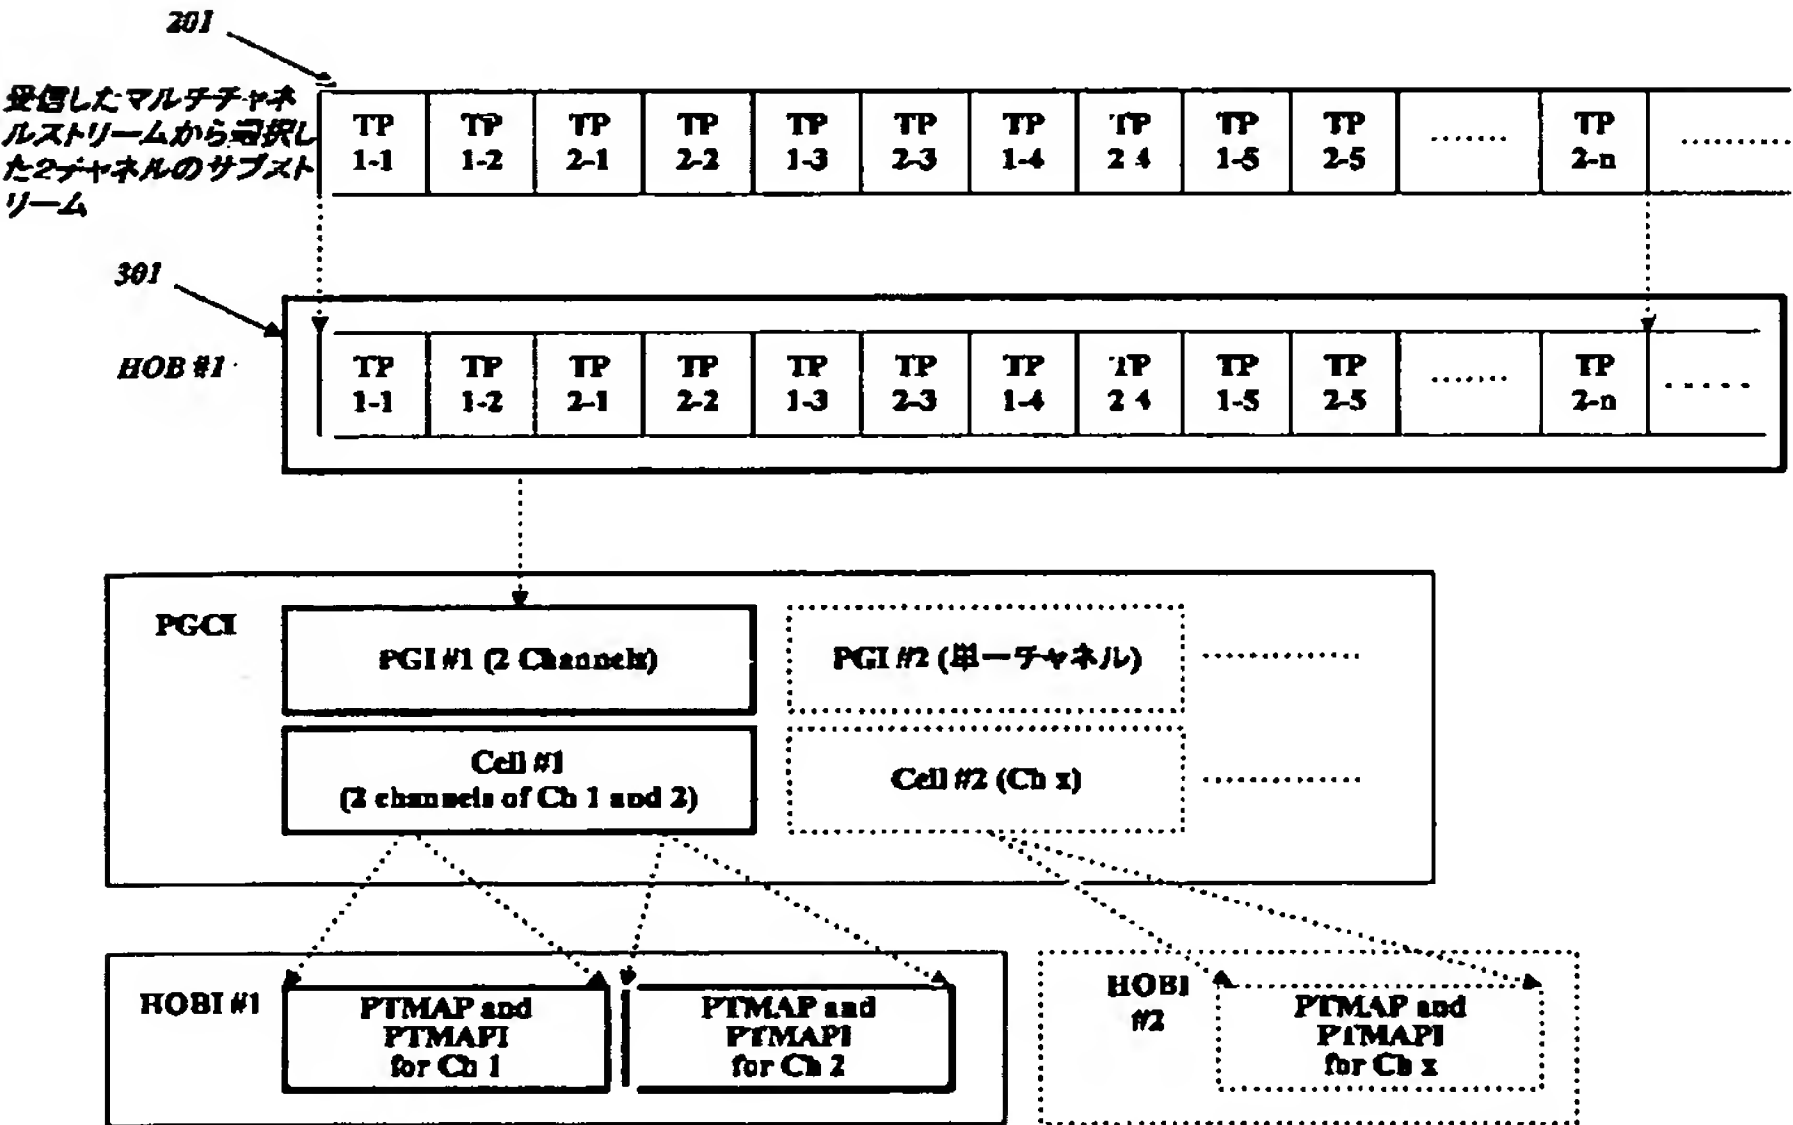 201
受信したマルチチャネ
ルストリームから選択し
た2チャネルのサブスト
リーム
TP 1-1
TP 1-2
TP 2-1
TP 2-2
TP 1-3
TP 2-3
TP 1-4
TP 2 4
TP 1-5
TP 2-5
........
TP 2-n
........
301
HOB #1
TP 1-1
TP 1-2
TP 2-1
TP 2-2
TP 1-3
TP 2-3
TP 1-4
TP 2 4
TP 1-5
TP 2-5
........
TP 2-n
........
PGCI
PGI #1 (2 Channels)
PGI #2 (単一チャネル)
Cell #1
(2 channels of Ch 1 and 2)
Cell #2 (Ch x)
HOBI #1
PTMAP and
PTMAPI
for Ch 1
PTMAP and
PTMAPI
for Ch 2
HOBI
#2
PTMAP and
PTMAPI
for Ch x